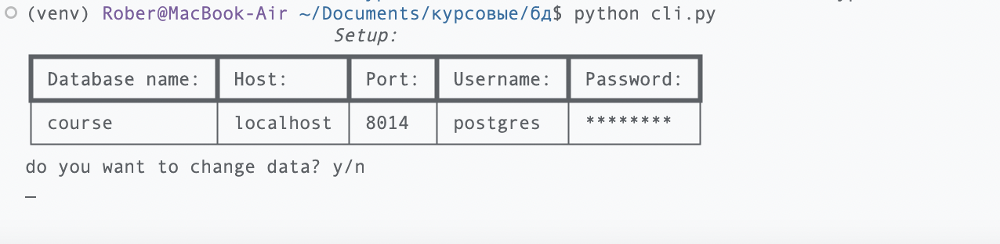 (venv) Rober@MacBook-Air ~/Documents/курсовые/бд$ python cli.py
Setup:
Database name: Host: Port: Username: Password:
course localhost 8014 postgres ********
do you want to change data? y/n
_